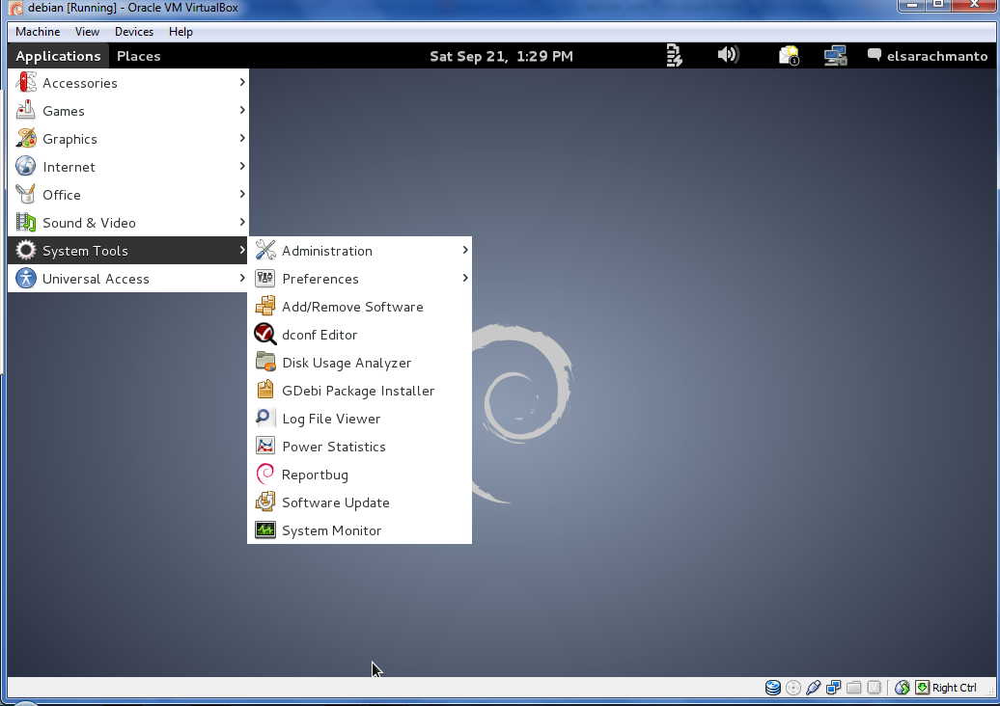 debian [Running] - Oracle VM VirtualBox
Machine View Devices Help
Applications Places Sat Sep 21, 1:29 PM 1 elsarachmanto
Accessories
Games
Graphics
Internet
Office
Sound & Video
System Tools
Universal Access
Administration
Preferences
Add/Remove Software
dconf Editor
Disk Usage Analyzer
GDebi Package Installer
Log File Viewer
Power Statistics
Reportbug
Software Update
System Monitor
Right Ctrl